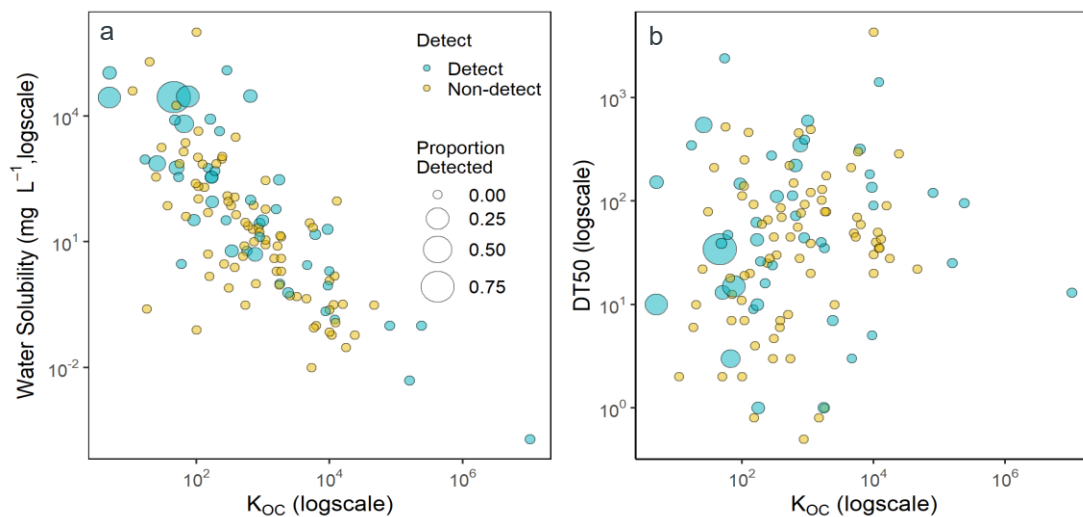 a
Detect
Detect
Non-detect
Proportion
Detected
0.00
0.25
0.50
0.75
Water Solubility (mg L⁻¹,logscale)
10⁴
10¹
10⁻²
10²
10⁴
10⁶
K_OC (logscale)
b
DT50 (logscale)
10³
10²
10¹
10⁰
10²
10⁴
10⁶
K_OC (logscale)